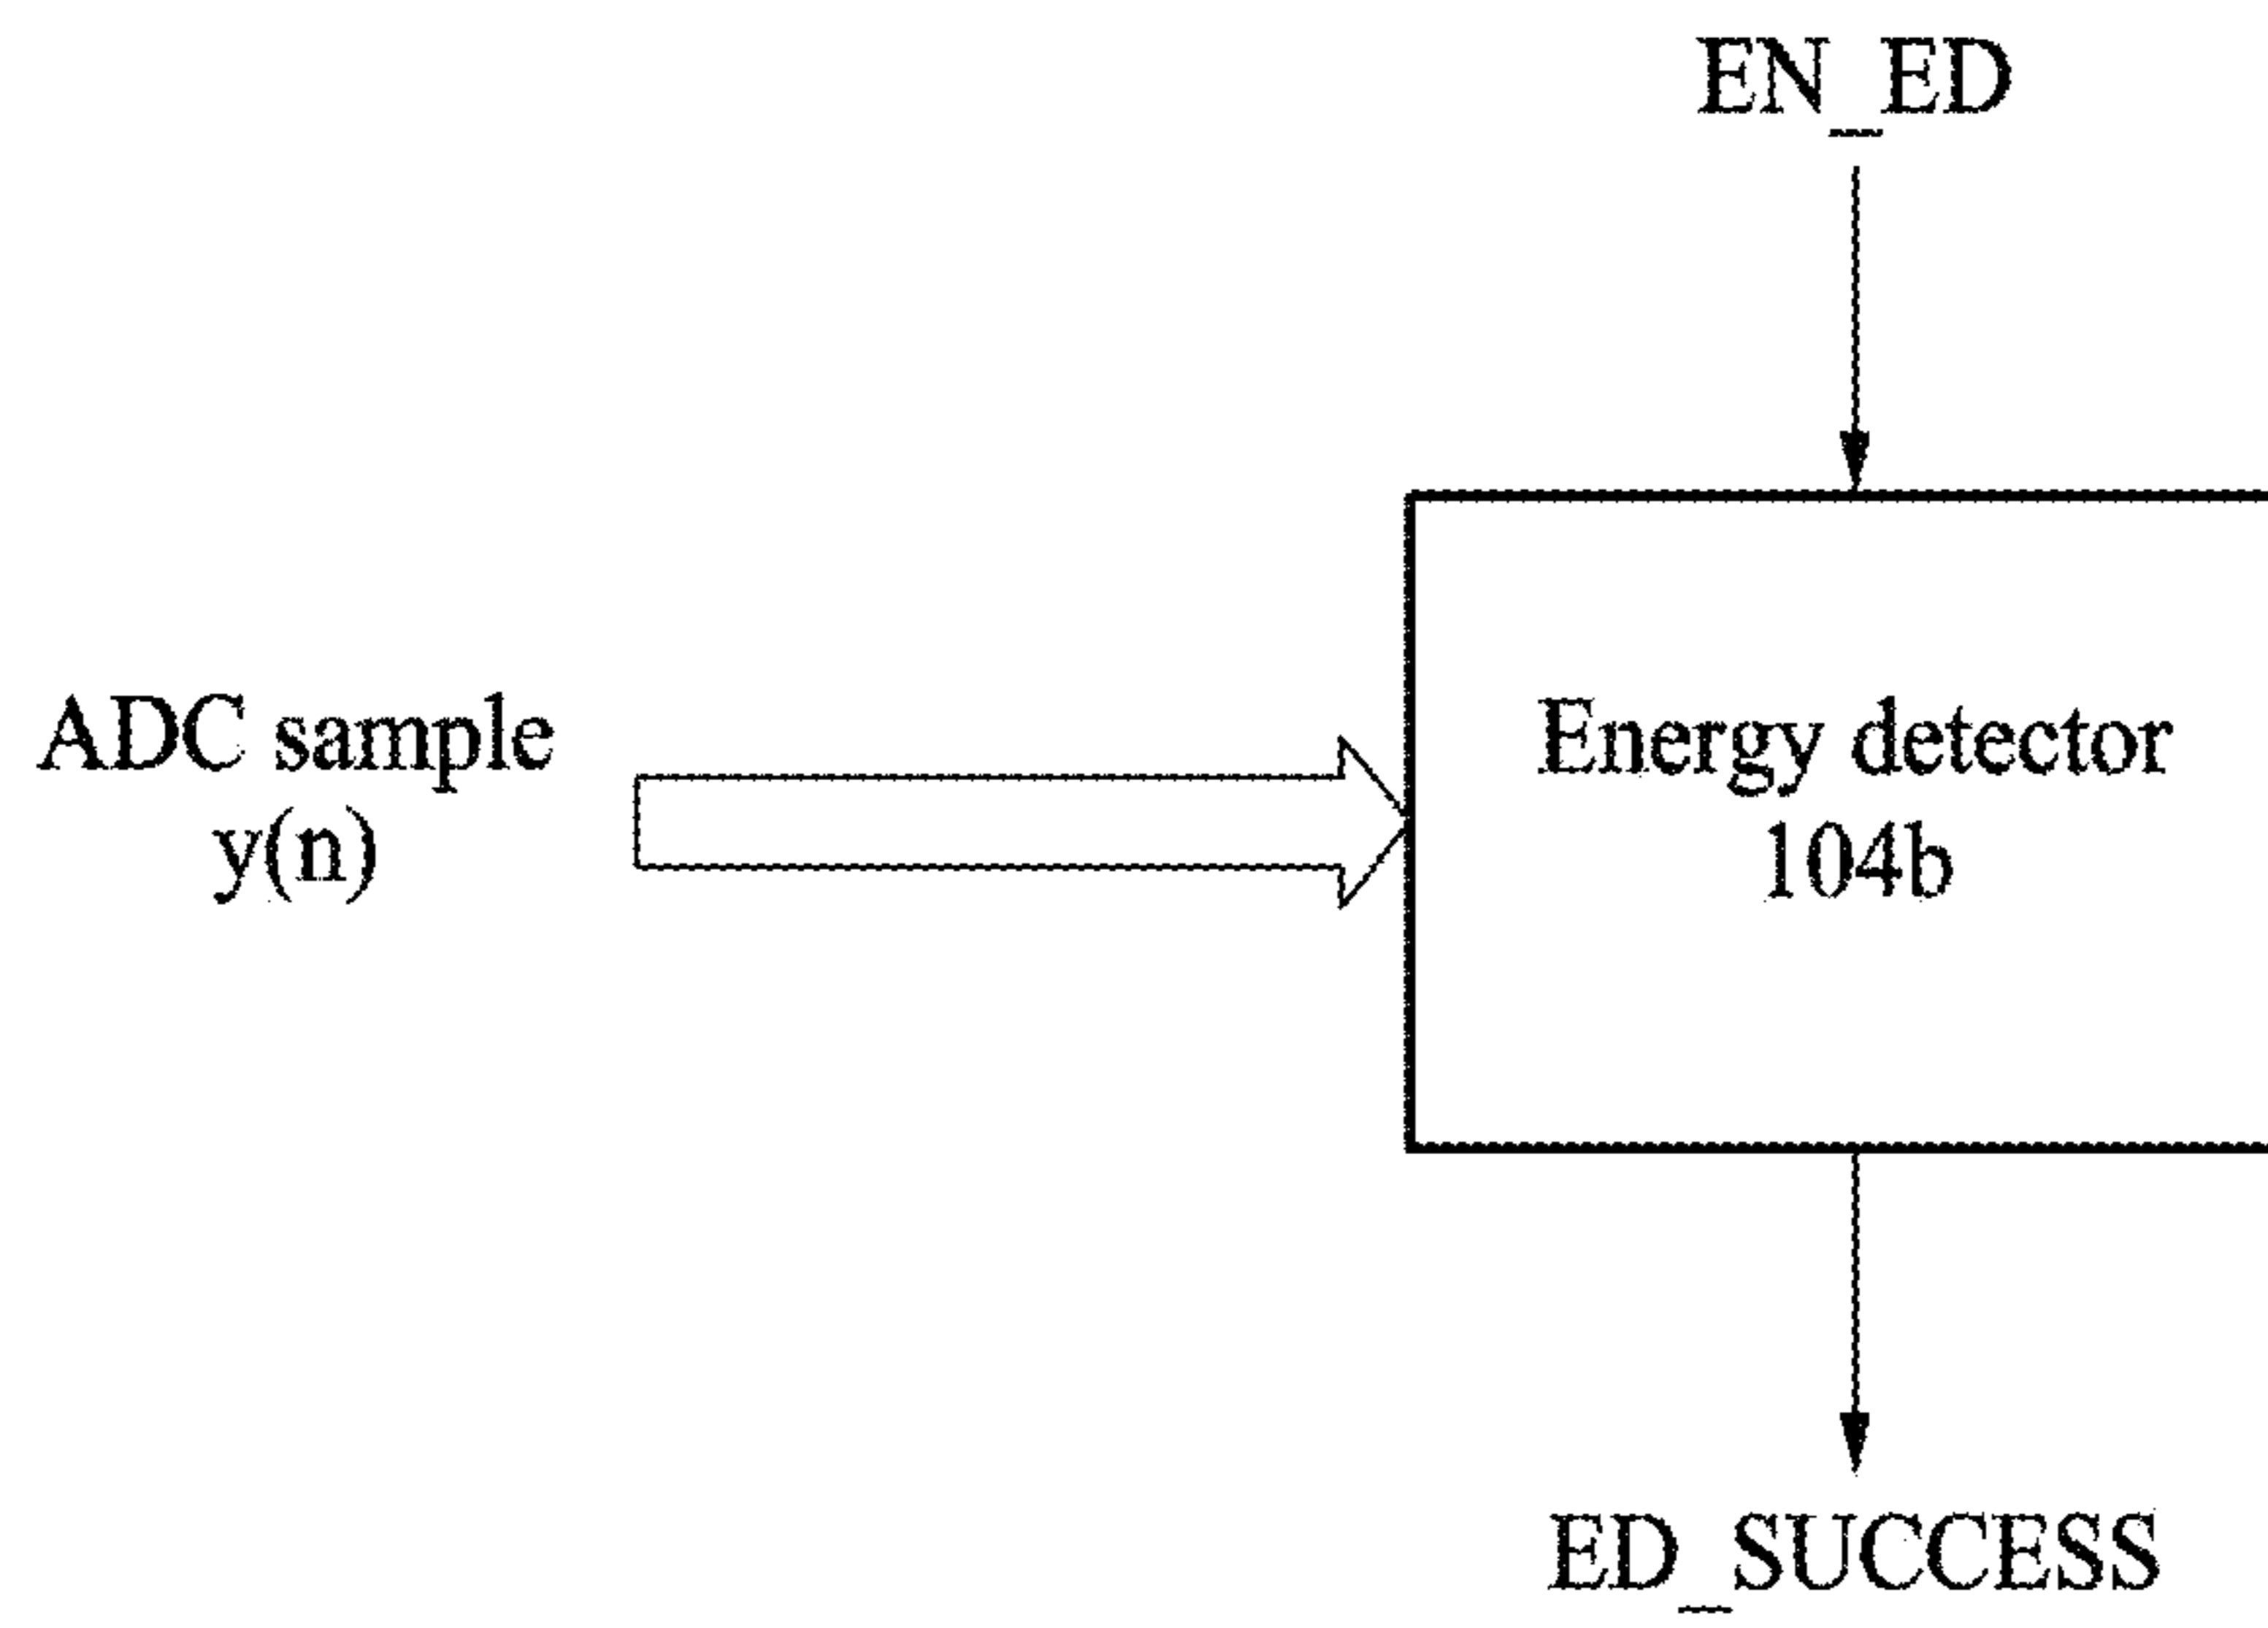 EN_ED
ADC sample
y(n)
Energy detector
104b
ED_SUCCESS